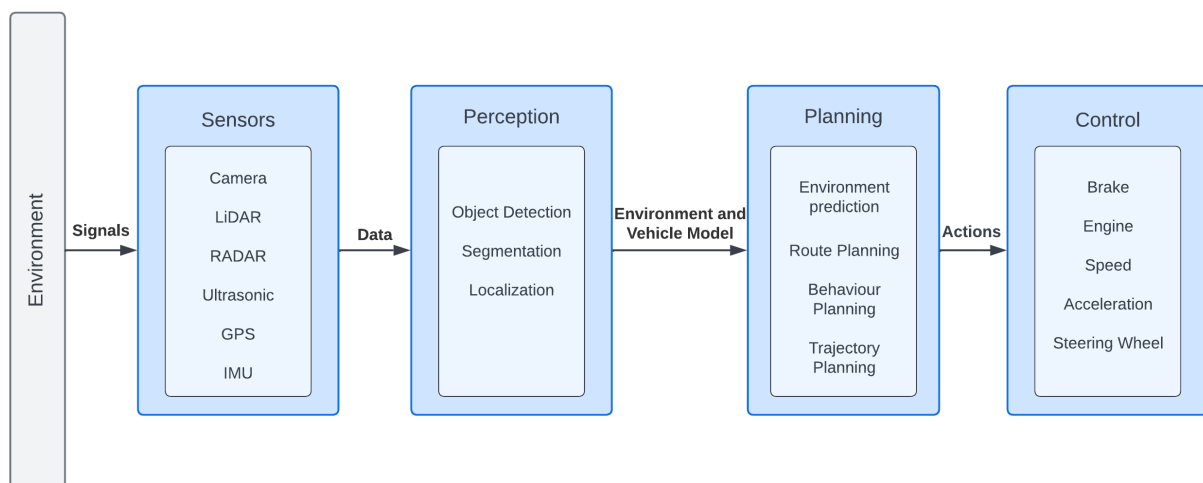 Environment
Signals
Sensors
Camera
LiDAR
RADAR
Ultrasonic
GPS
IMU
Data
Perception
Object Detection
Segmentation
Localization
Environment and
Vehicle Model
Planning
Environment
prediction
Route Planning
Behaviour
Planning
Trajectory
Planning
Actions
Control
Brake
Engine
Speed
Acceleration
Steering Wheel